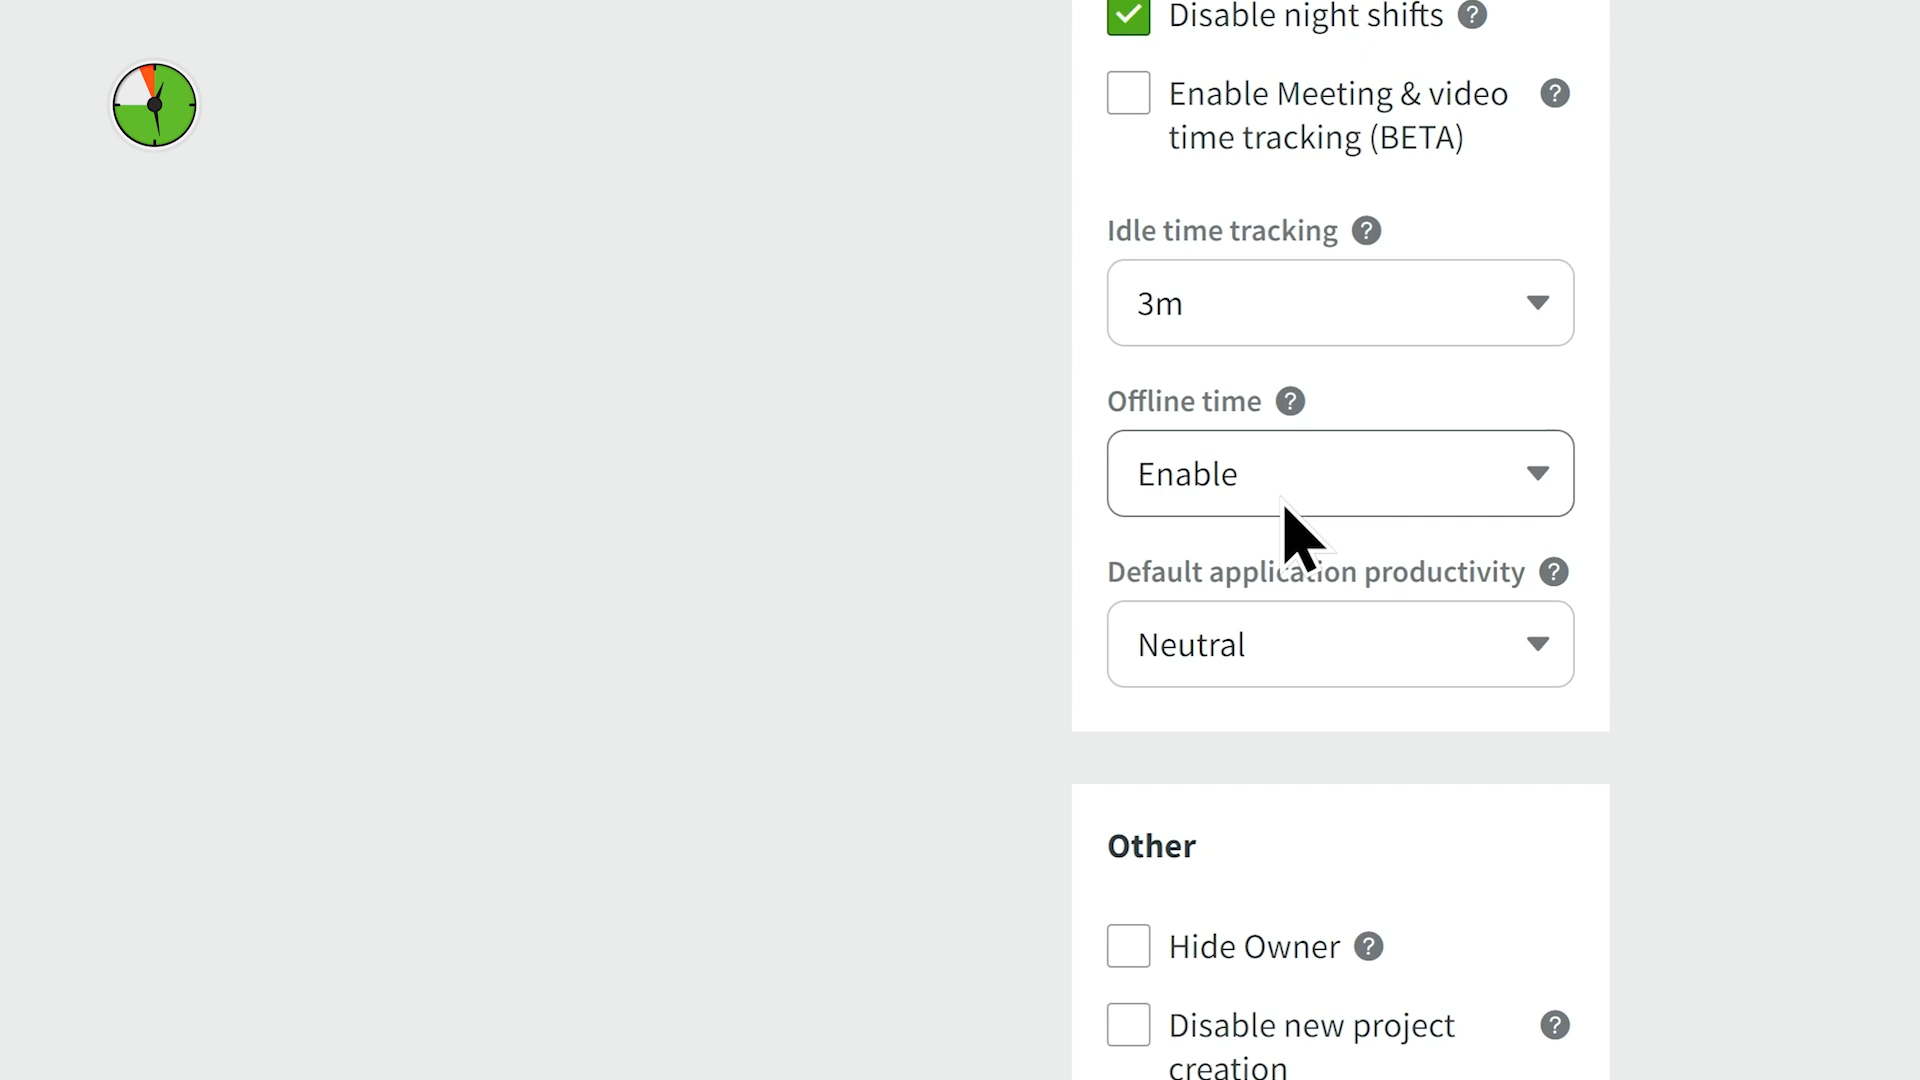 Disable night shifts ?
Enable Meeting & video ?
time tracking (BETA)
Idle time tracking ?
3m
Offline time ?
Enable
Default application productivity ?
Neutral
Other
Hide Owner ?
Disable new project ?
creation